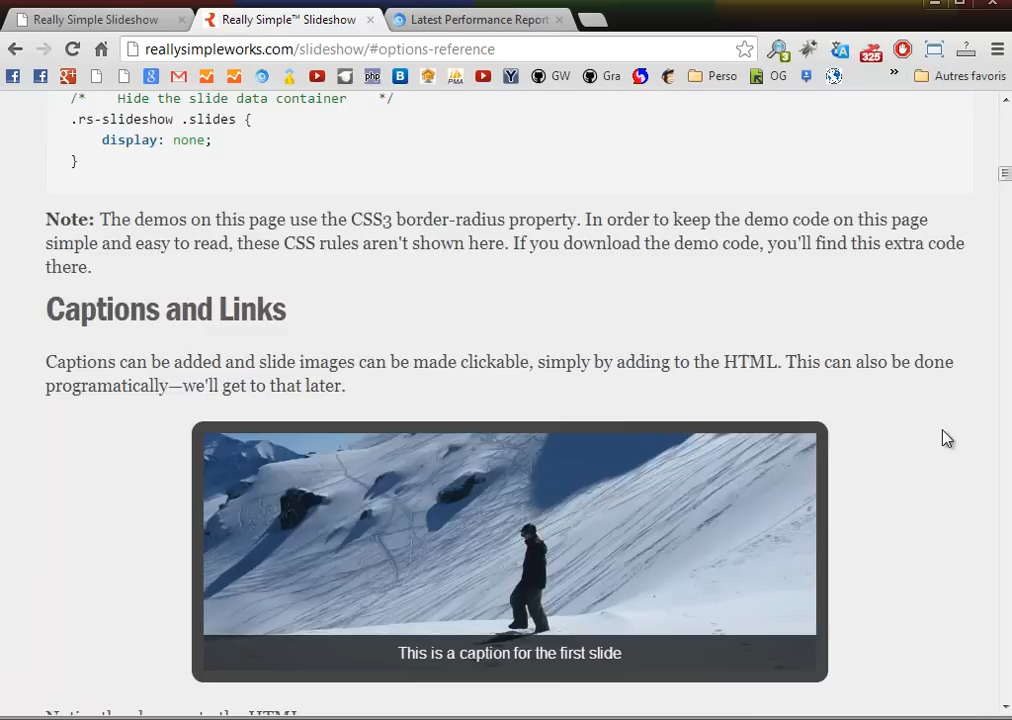 Really Simple Slideshow
Really Simple™ Slideshow
Latest Performance Report
reallysimpleworks.com/slideshow/#options-reference
3
325
php
B
PMA
Y
GW
Gra
Perso
OG
»
Autres favoris
/* Hide the slide data container */
.rs-slideshow .slides {
display: none;
}
Note: The demos on this page use the CSS3 border-radius property. In order to keep the demo code on this page
simple and easy to read, these CSS rules aren't shown here. If you download the demo code, you'll find this extra code
there.
Captions and Links
Captions can be added and slide images can be made clickable, simply by adding to the HTML. This can also be done
programatically—we'll get to that later.
This is a caption for the first slide